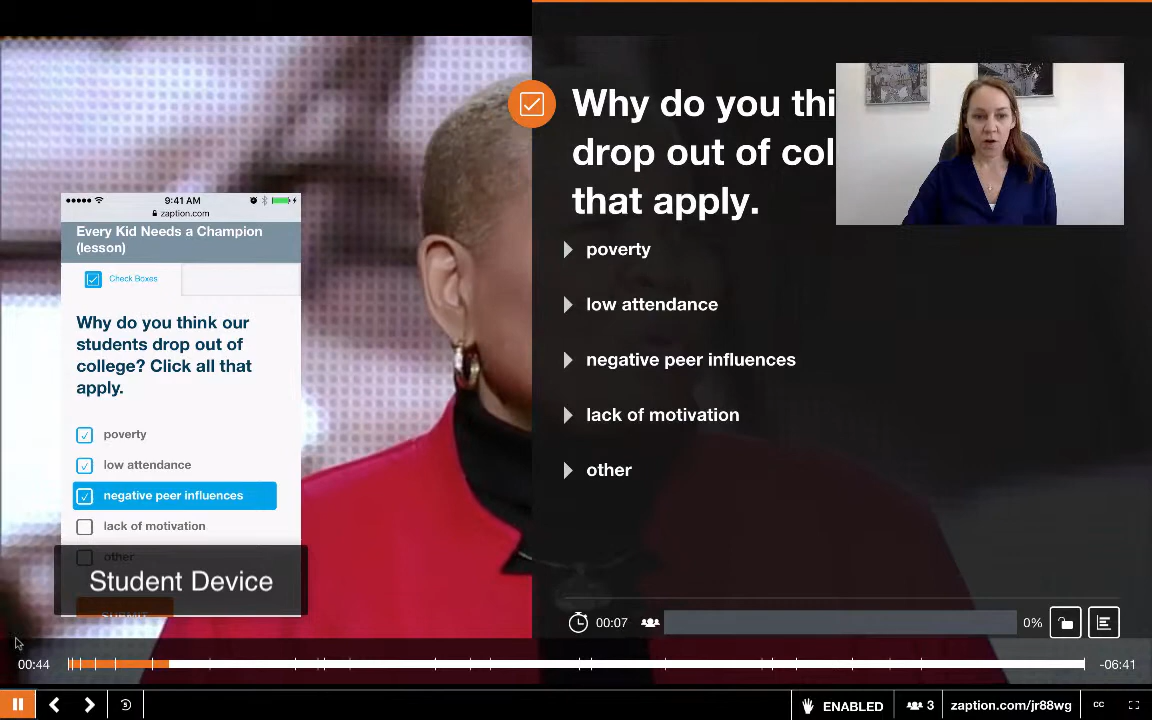 Why do you thi
drop out of col
that apply.
poverty
low attendance
negative peer influences
lack of motivation
other
9:41 AM
zaption.com
Every Kid Needs a Champion
(lesson)
Check Boxes
Why do you think our
students drop out of
college? Click all that
apply.
poverty
low attendance
negative peer influences
lack of motivation
other
Student Device
SUBMIT
00:07
0%
00:44
-06:41
ENABLED
3
zaption.com/jr88wg
CC